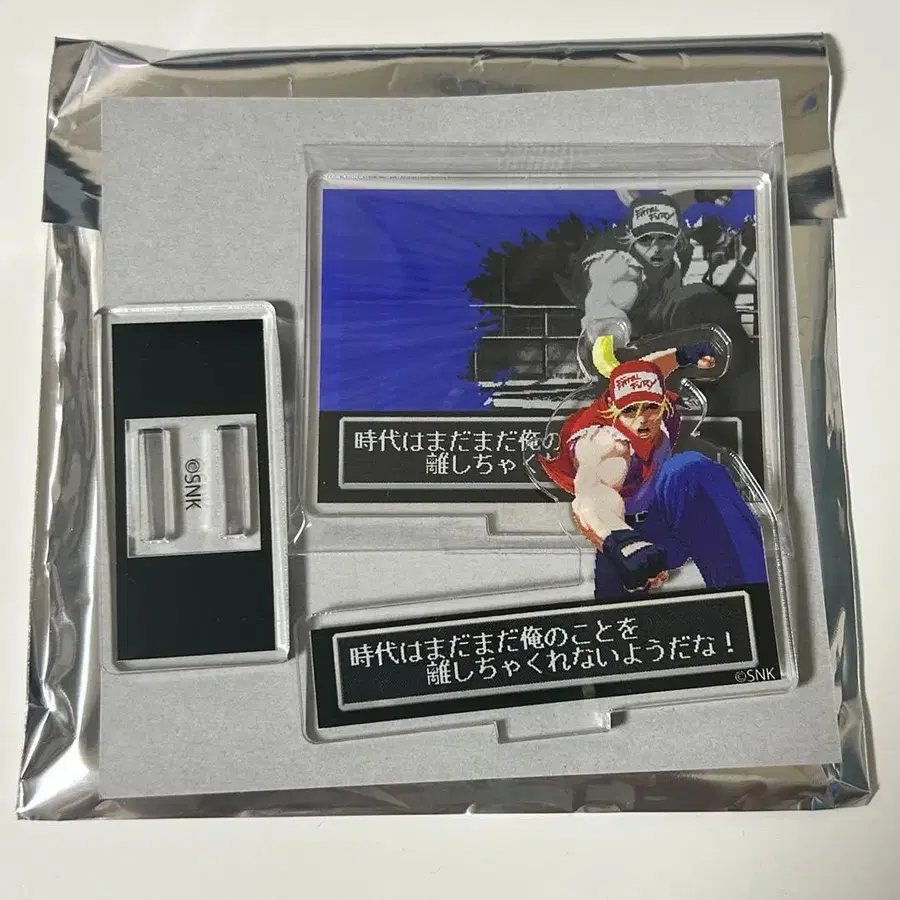 FATAL
FURY
時代はまだまだ俺の
離しちゃ
FATAL
FURY
©SNK
時代はまだまだ俺のことを
離しちゃくれないようだな！
©SNK